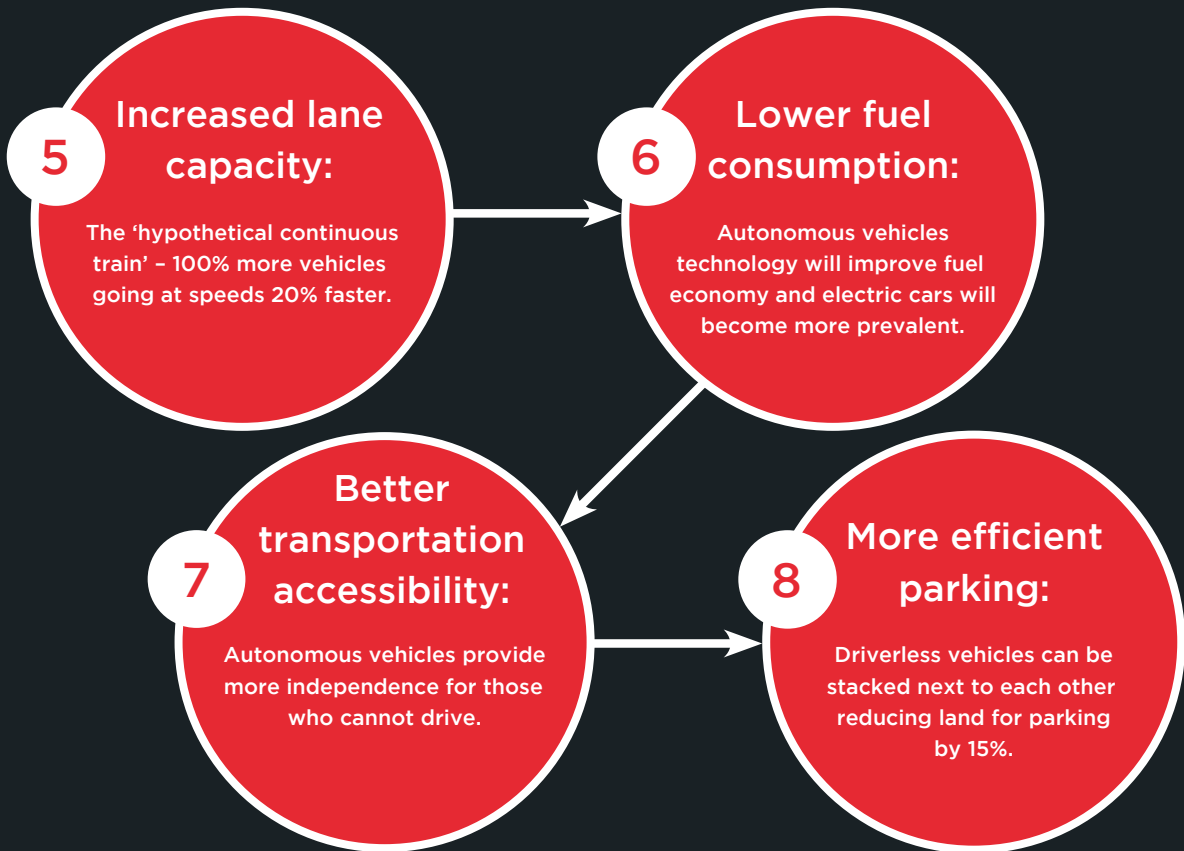 5
Increased lane
capacity:
The ‘hypothetical continuous
train’ – 100% more vehicles
going at speeds 20% faster.
6
Lower fuel
consumption:
Autonomous vehicles
technology will improve fuel
economy and electric cars will
become more prevalent.
7
Better
transportation
accessibility:
Autonomous vehicles provide
more independence for those
who cannot drive.
8
More efficient
parking:
Driverless vehicles can be
stacked next to each other
reducing land for parking
by 15%.